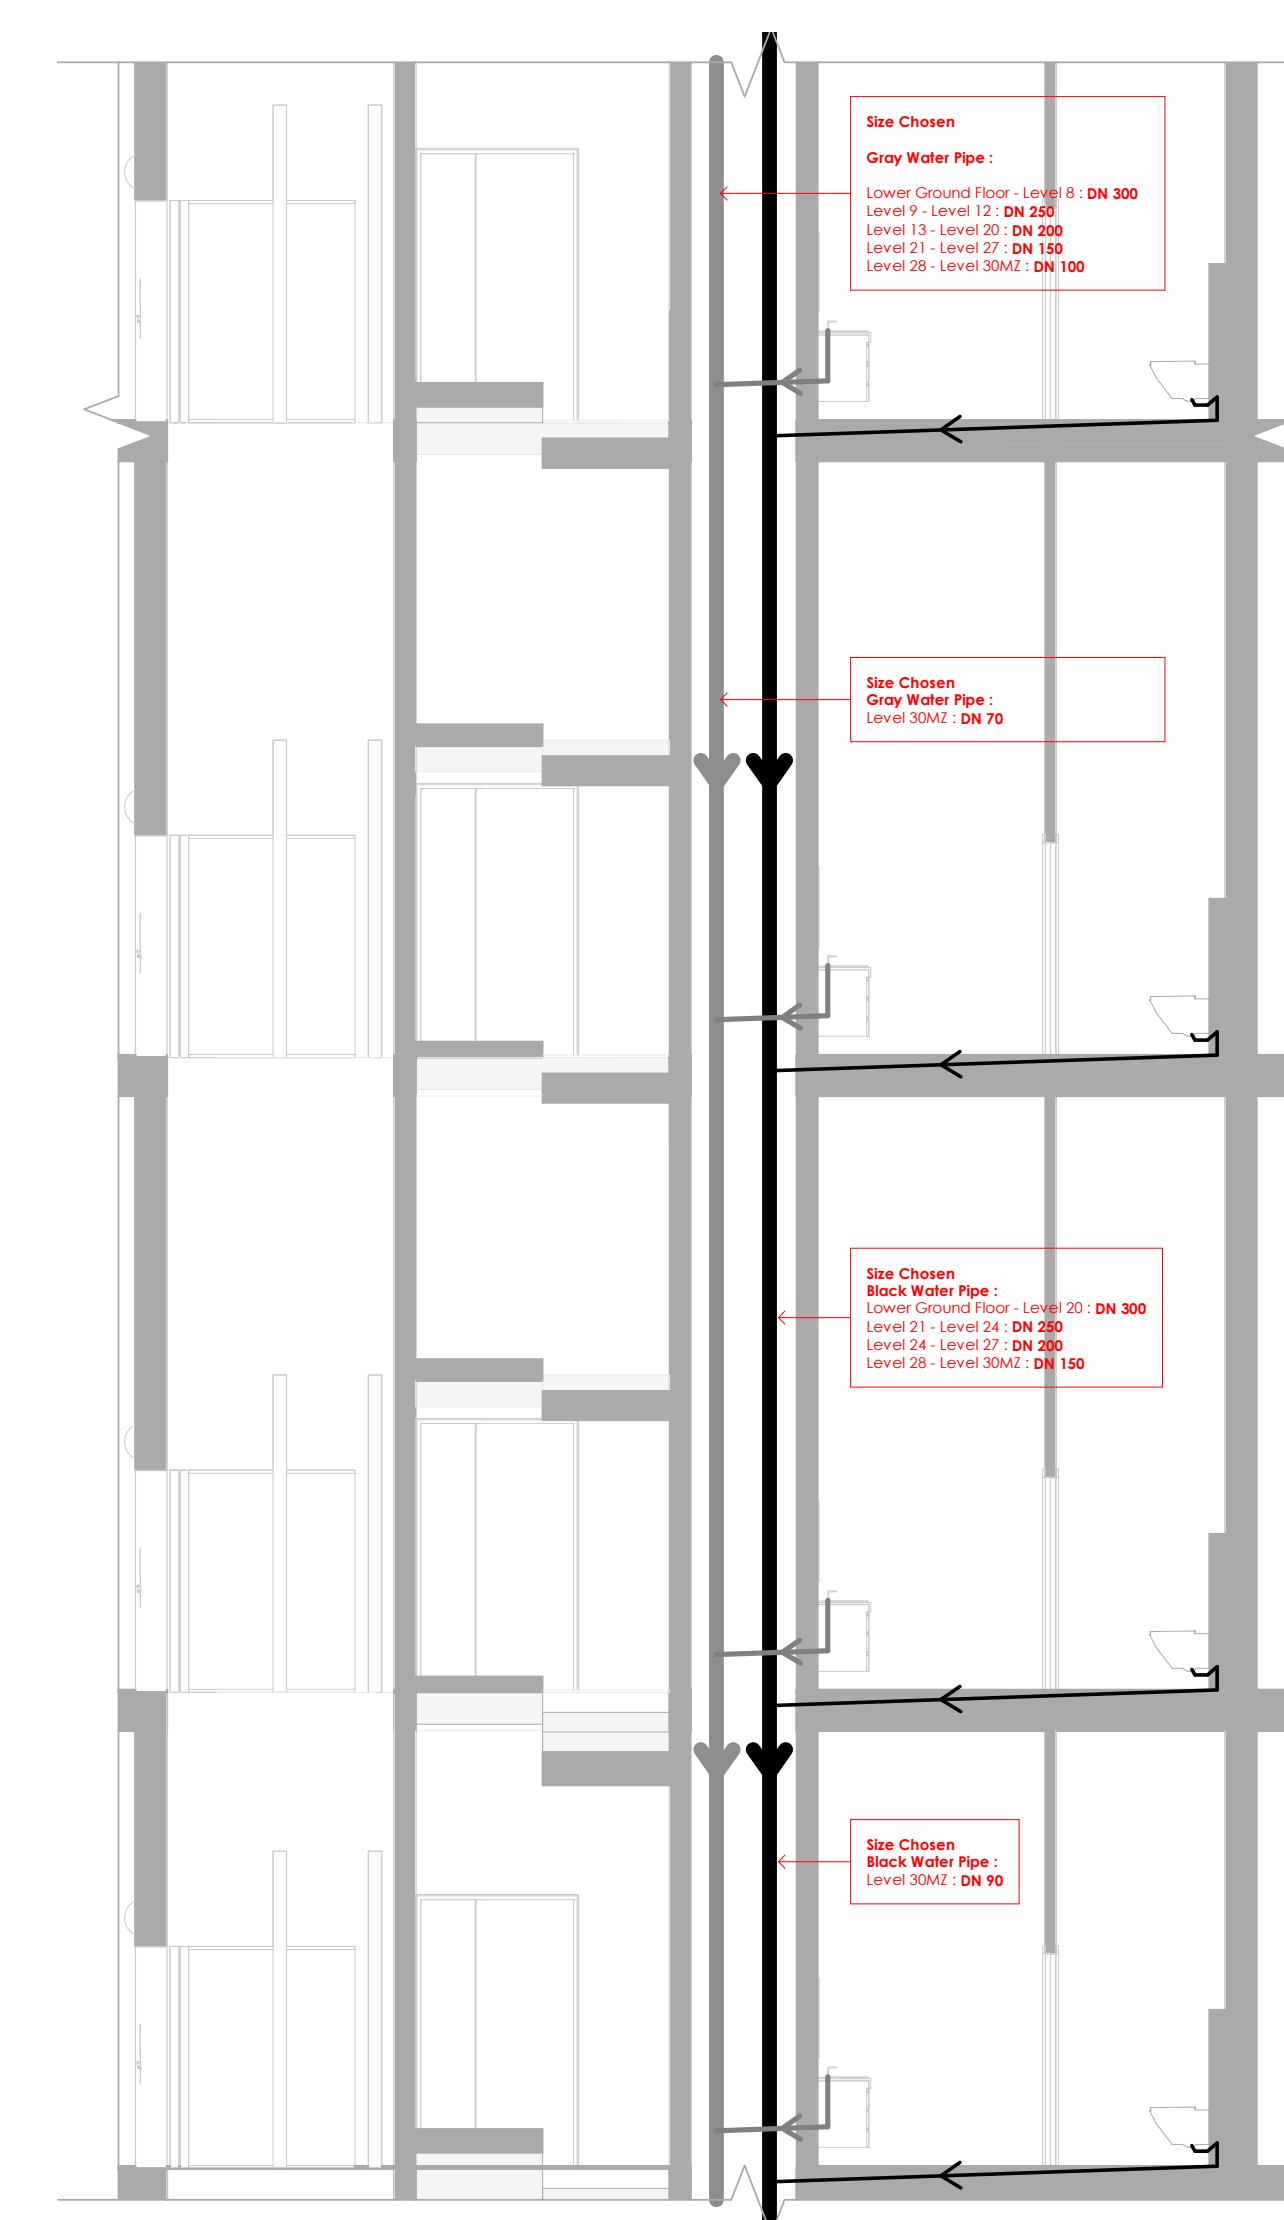 Size Chosen
Gray Water Pipe :
Lower Ground Floor - Level 8 : DN 300
Level 9 - Level 12 : DN 250
Level 13 - Level 20 : DN 200
Level 21 - Level 27 : DN 150
Level 28 - Level 30MZ : DN 100
Size Chosen
Gray Water Pipe :
Level 30MZ : DN 70
Size Chosen
Black Water Pipe :
Lower Ground Floor - Level 20 : DN 300
Level 21 - Level 24 : DN 250
Level 24 - Level 27 : DN 200
Level 28 - Level 30MZ : DN 150
Size Chosen
Black Water Pipe :
Level 30MZ : DN 90